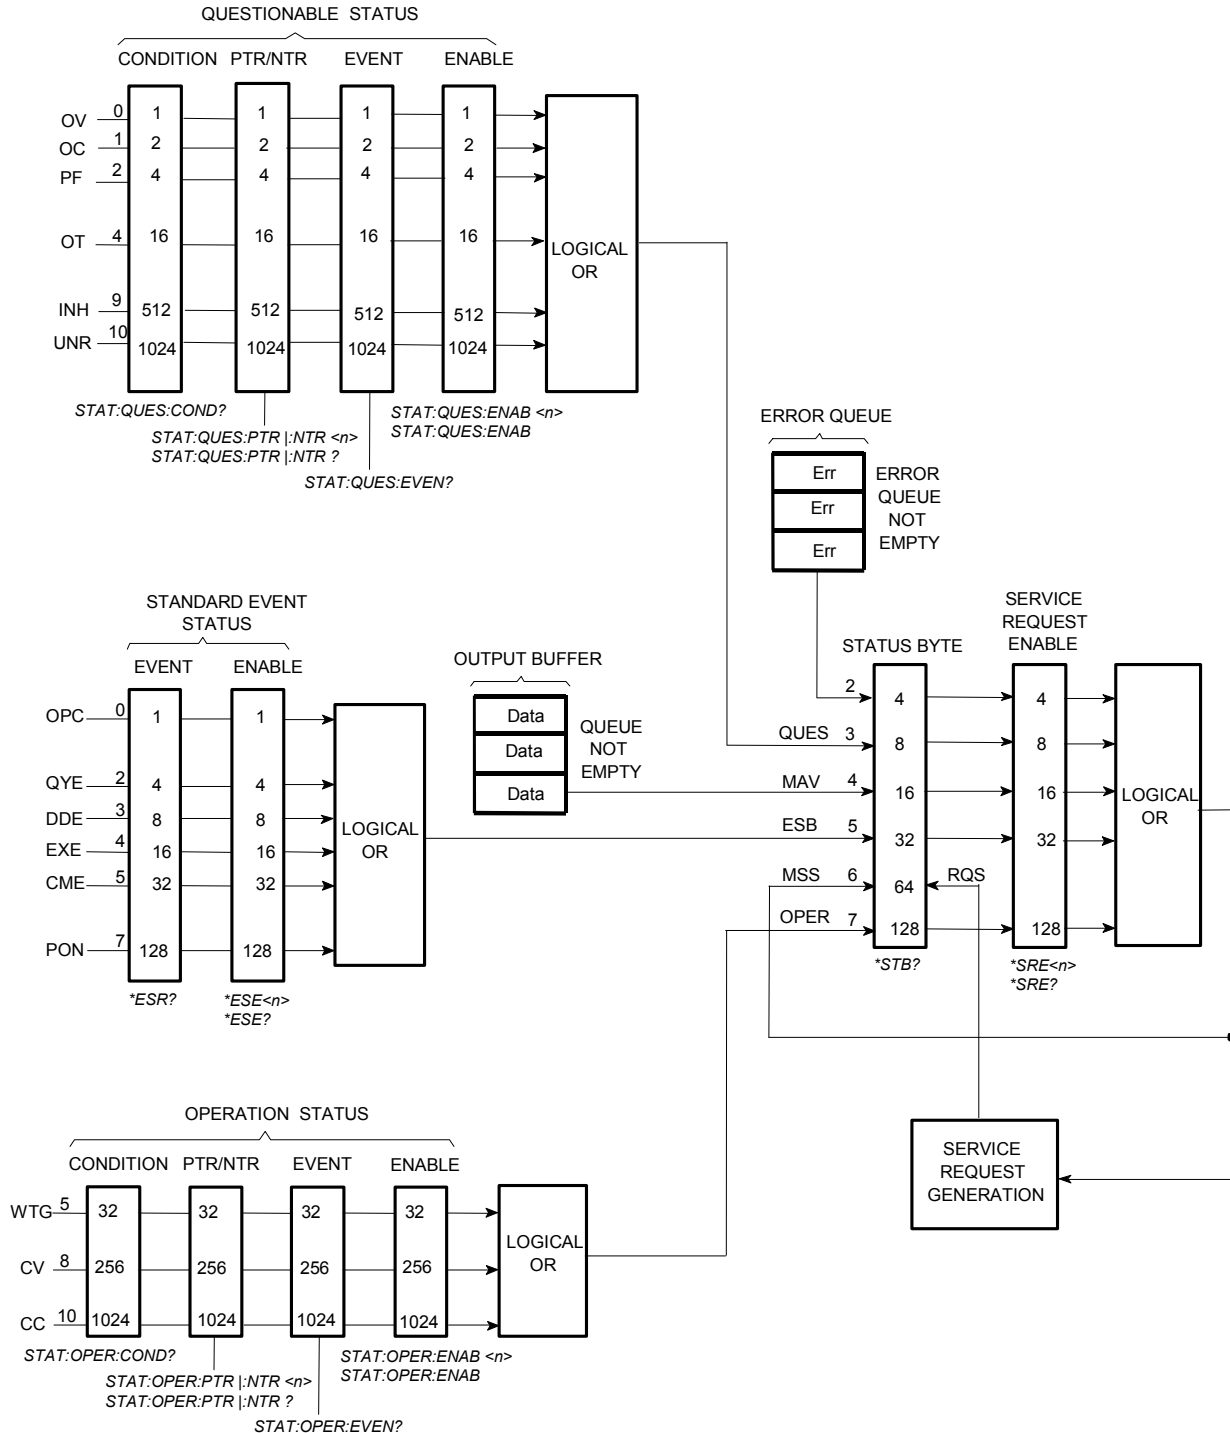 QUESTIONABLE STATUS
CONDITION PTR/NTR EVENT ENABLE
OV 0 1 1 1 1
OC 1 2 2 2 2
PF 2 4 4 4 4
OT 4 16 16 16 16
LOGICAL
OR
INH 9 512 512 512 512
UNR 10 1024 1024 1024 1024
STAT:QUES:COND?
STAT:QUES:PTR |:NTR <n>
STAT:QUES:PTR |:NTR ?
STAT:QUES:EVEN?
STAT:QUES:ENAB <n>
STAT:QUES:ENAB
ERROR QUEUE
Err
Err
Err
ERROR
QUEUE
NOT
EMPTY
STANDARD EVENT
STATUS
EVENT ENABLE
OPC 0 1 1
QYE 2 4 4
DDE 3 8 8
EXE 4 16 16
CME 5 32 32
PON 7 128 128
LOGICAL
OR
*ESR?
*ESE<n>
*ESE?
OUTPUT BUFFER
Data
Data
Data
QUEUE
NOT
EMPTY
STATUS BYTE
SERVICE
REQUEST
ENABLE
2 4 4
QUES 3 8 8
MAV 4 16 16
ESB 5 32 32
MSS 6 64 RQS
OPER 7 128 128
LOGICAL
OR
*STB?
*SRE<n>
*SRE?
SERVICE
REQUEST
GENERATION
OPERATION STATUS
CONDITION PTR/NTR EVENT ENABLE
WTG 5 32 32 32 32
CV 8 256 256 256 256
CC 10 1024 1024 1024 1024
LOGICAL
OR
STAT:OPER:COND?
STAT:OPER:PTR |:NTR <n>
STAT:OPER:PTR |:NTR ?
STAT:OPER:EVEN?
STAT:OPER:ENAB <n>
STAT:OPER:ENAB